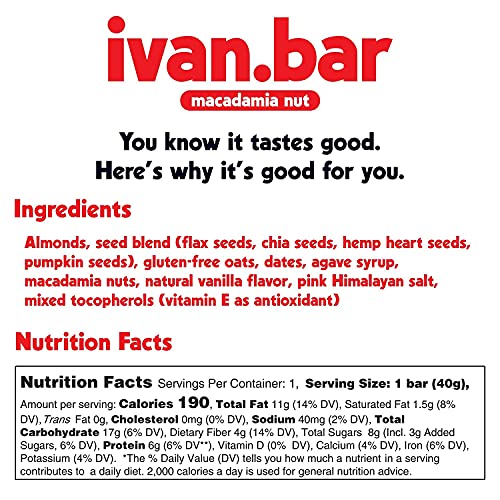 ivan.bar
macadamia nut
You know it tastes good.
Here's why it's good for you.
Ingredients
Almonds, seed blend (flax seeds, chia seeds, hemp heart seeds,
pumpkin seeds), gluten-free oats, dates, agave syrup,
macadamia nuts, natural vanilla flavor, pink Himalayan salt,
mixed tocopherols (vitamin E as antioxidant)
Nutrition Facts
Nutrition Facts Servings Per Container: 1, Serving Size: 1 bar (40g),
Amount per serving: Calories 190, Total Fat 11g (14% DV), Saturated Fat 1.5g (8%
DV), Trans Fat 0g, Cholesterol 0mg (0% DV), Sodium 40mg (2% DV), Total
Carbohydrate 17g (6% DV), Dietary Fiber 4g (14% DV), Total Sugars 8g (Incl. 3g Added
Sugars, 6% DV), Protein 6g (6% DV**), Vitamin D (0% DV), Calcium (4% DV), Iron (6% DV),
Potassium (4% DV). *The % Daily Value (DV) tells you how much a nutrient in a serving
contributes to a daily diet. 2,000 calories a day is used for general nutrition advice.